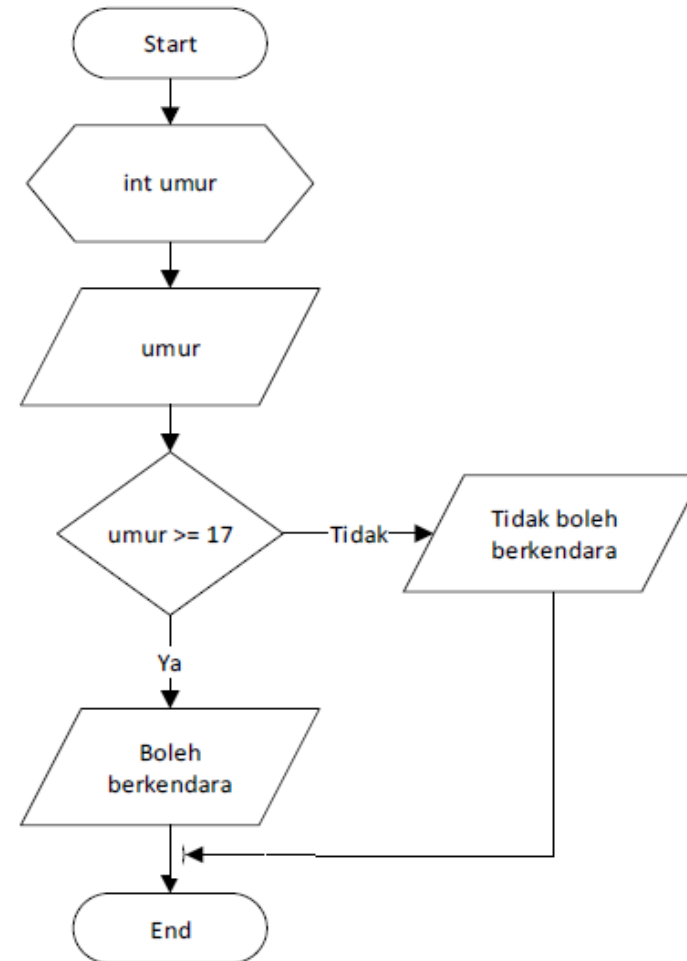 Start
int umur
umur
umur >= 17
Tidak
Tidak boleh
berkendara
Ya
Boleh
berkendara
End